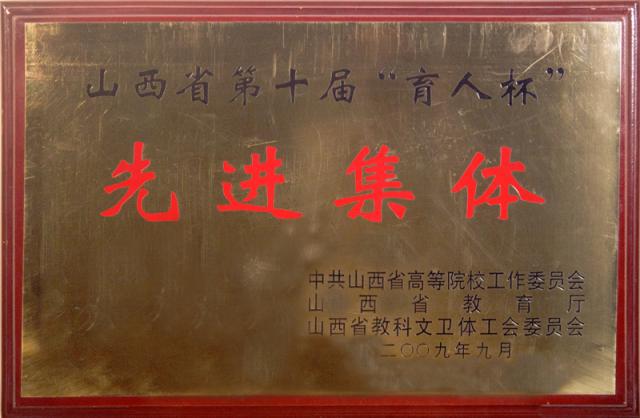 山西省第十届“育人杯”
先进集体
中共山西省高等院校工作委员会
山西省教育厅
山西省教科文卫体工会委员会
二〇〇九年九月